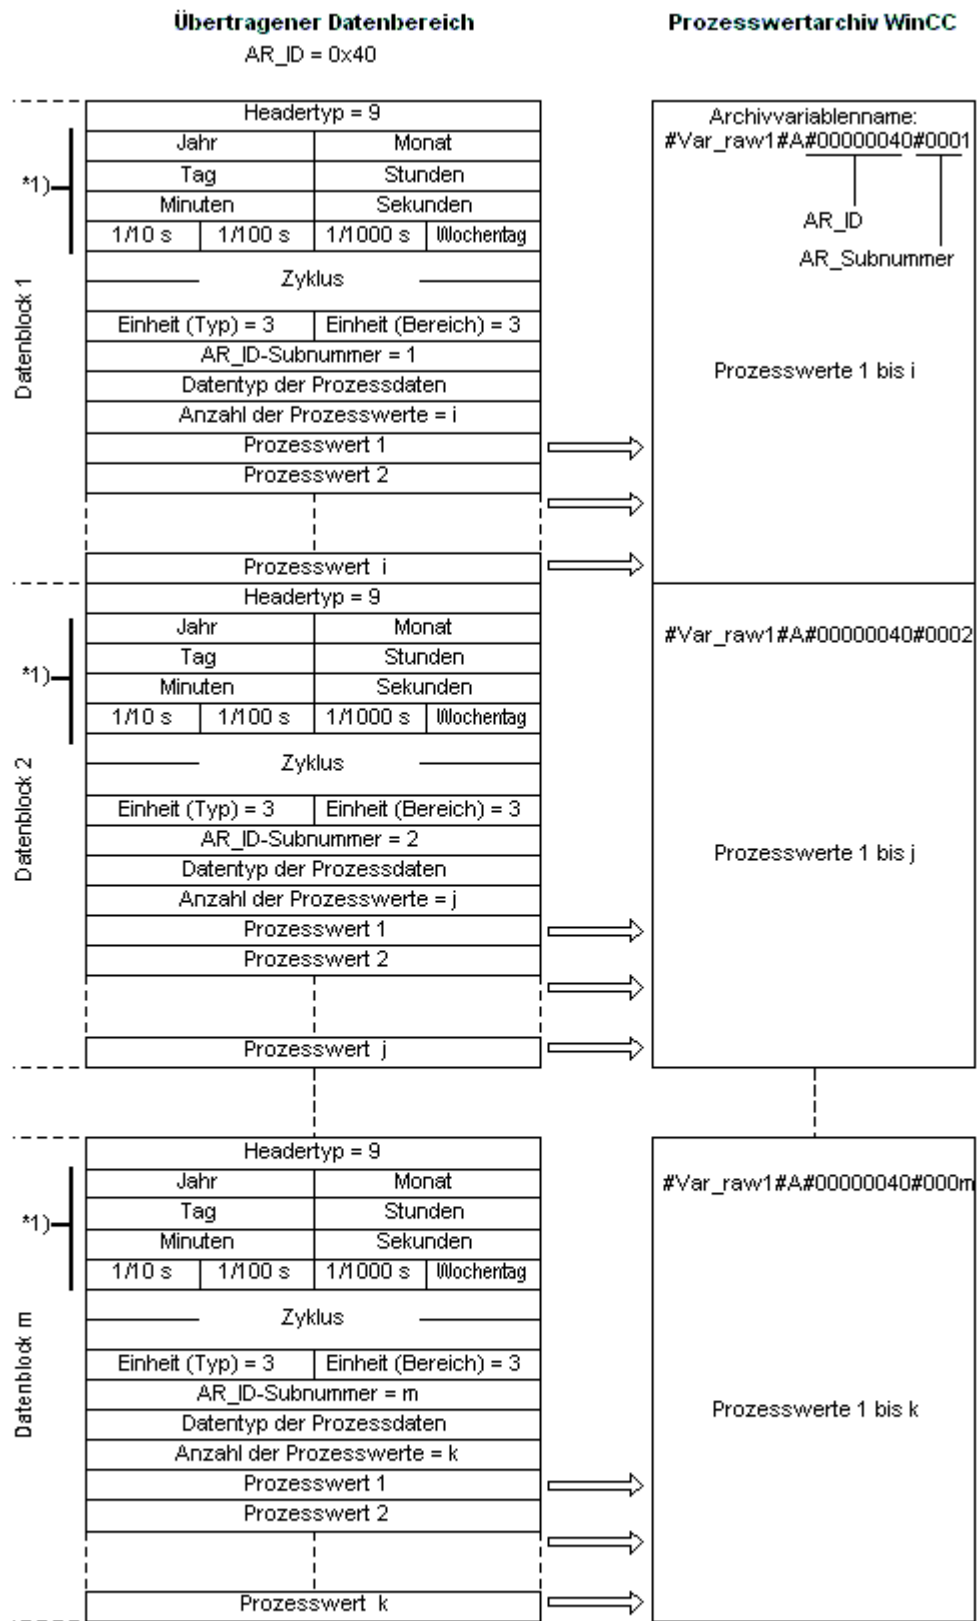 Übertragener Datenbereich
AR_ID = 0x40
Prozesswertarchiv WinCC
Datenblock 1
*1)
Headertyp = 9
Jahr Monat
Tag Stunden
Minuten Sekunden
1/10 s 1/100 s 1/1000 s Wochentag
Zyklus
Einheit (Typ) = 3 Einheit (Bereich) = 3
AR_ID-Subnummer = 1
Datentyp der Prozessdaten
Anzahl der Prozesswerte = i
Prozesswert 1
Prozesswert 2
Prozesswert i
Archivvariablenname:
#Var_raw1#A#00000040#0001
AR_ID
AR_Subnummer
Prozesswerte 1 bis i
Datenblock 2
*1)
Headertyp = 9
Jahr Monat
Tag Stunden
Minuten Sekunden
1/10 s 1/100 s 1/1000 s Wochentag
Zyklus
Einheit (Typ) = 3 Einheit (Bereich) = 3
AR_ID-Subnummer = 2
Datentyp der Prozessdaten
Anzahl der Prozesswerte = j
Prozesswert 1
Prozesswert 2
Prozesswert j
#Var_raw1#A#00000040#0002
Prozesswerte 1 bis j
Datenblock m
*1)
Headertyp = 9
Jahr Monat
Tag Stunden
Minuten Sekunden
1/10 s 1/100 s 1/1000 s Wochentag
Zyklus
Einheit (Typ) = 3 Einheit (Bereich) = 3
AR_ID-Subnummer = m
Datentyp der Prozessdaten
Anzahl der Prozesswerte = k
Prozesswert 1
Prozesswert 2
Prozesswert k
#Var_raw1#A#00000040#000m
Prozesswerte 1 bis k